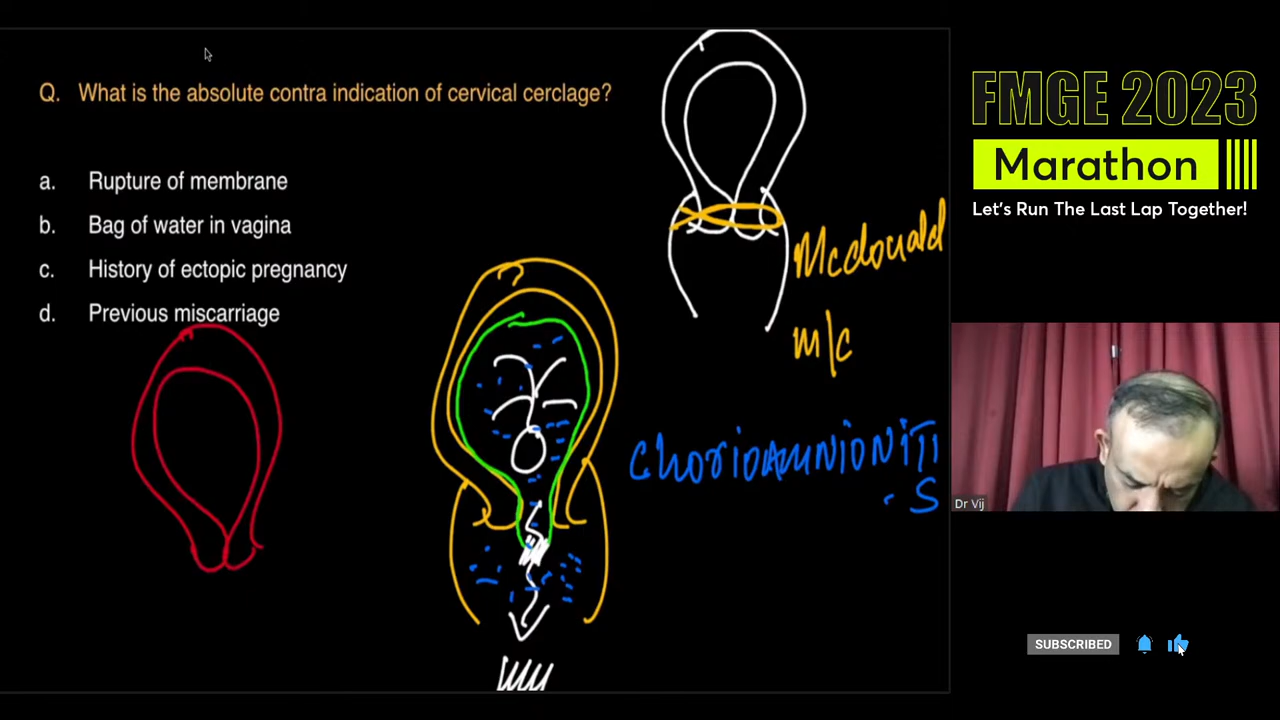 Q. What is the absolute contra indication of cervical cerclage?
a. Rupture of membrane
b. Bag of water in vagina
c. History of ectopic pregnancy
d. Previous miscarriage
Mcdonald
m/c
ChorioAMNIONiTi
S
FMGE 2023
Marathon
Let's Run The Last Lap Together!
Dr Vij
SUBSCRIBED